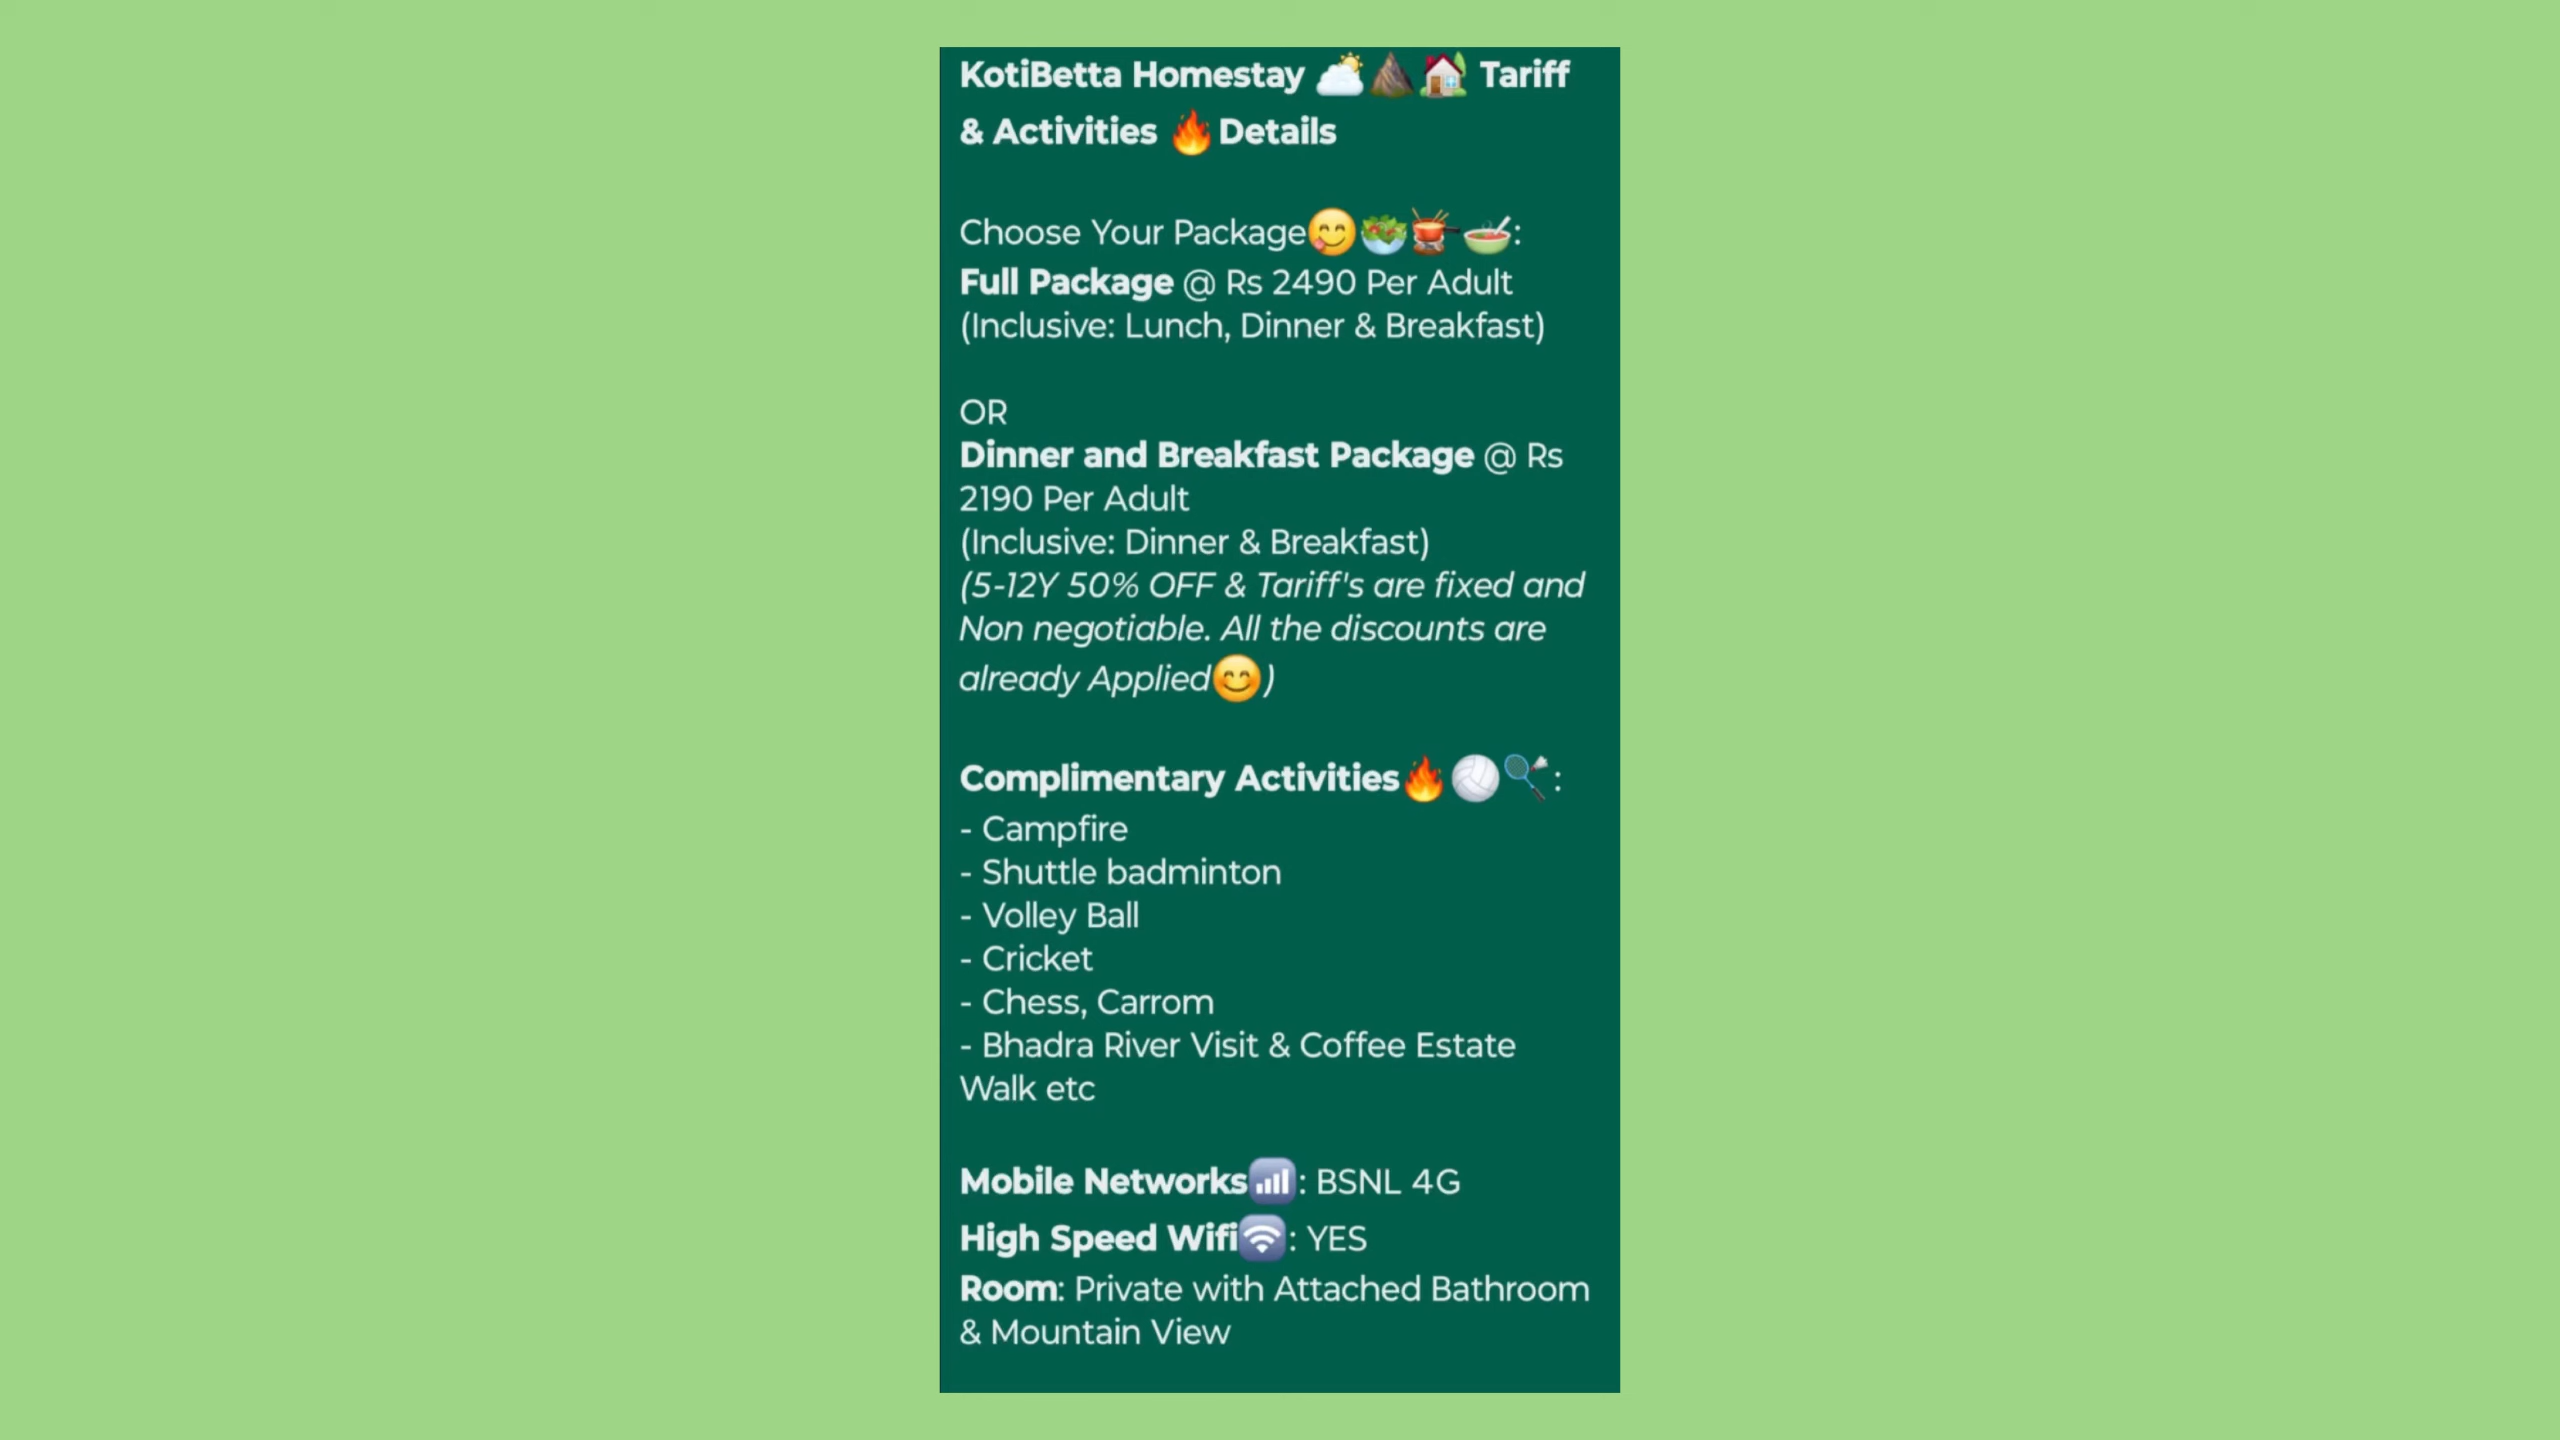 KotiBetta Homestay 🌥️⛰️🏡 Tariff
& Activities 🔥Details
Choose Your Package😋🥗🫕🥣:
Full Package @ Rs 2490 Per Adult
(Inclusive: Lunch, Dinner & Breakfast)
OR
Dinner and Breakfast Package @ Rs
2190 Per Adult
(Inclusive: Dinner & Breakfast)
(5-12Y 50% OFF & Tariff's are fixed and
Non negotiable. All the discounts are
already Applied😊)
Complimentary Activities🔥🏐🏸:
- Campfire
- Shuttle badminton
- Volley Ball
- Cricket
- Chess, Carrom
- Bhadra River Visit & Coffee Estate
Walk etc
Mobile Networks📶: BSNL 4G
High Speed Wifi🛜: YES
Room: Private with Attached Bathroom
& Mountain View